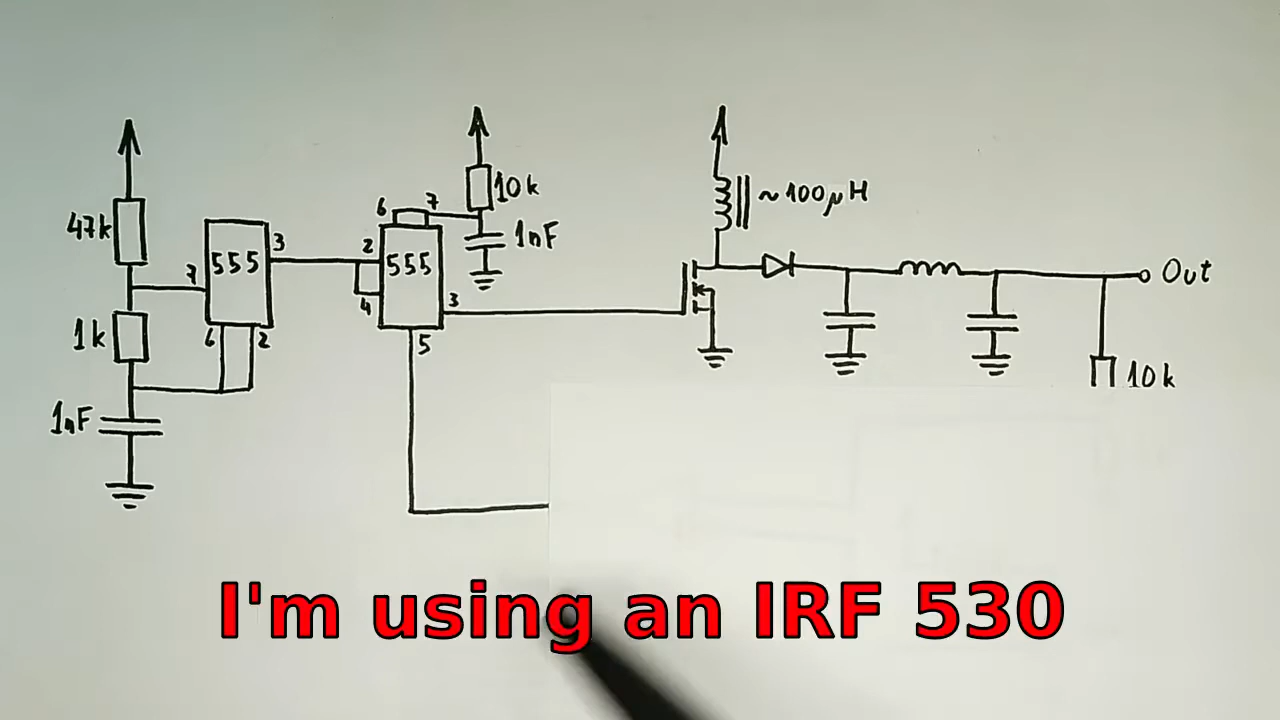 47k
1k
1nF
7
555
3
6
2
6
7
10k
1nF
2
555
4
3
5
~100μH
Out
10k
I'm using an IRF 530